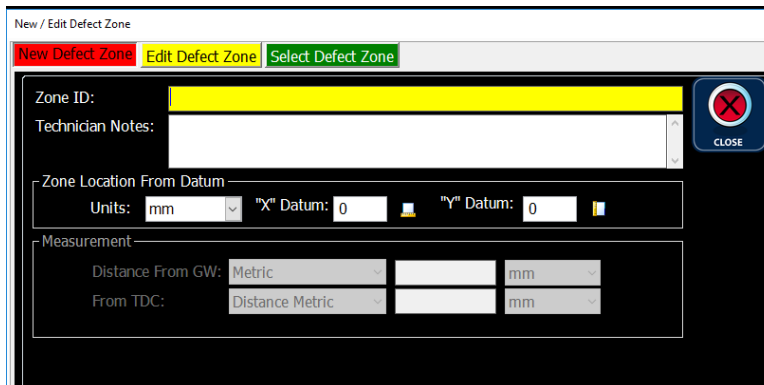 New / Edit Defect Zone
New Defect Zone Edit Defect Zone Select Defect Zone
Zone ID:
Technician Notes:
CLOSE
Zone Location From Datum
Units: mm "X" Datum: 0 "Y" Datum: 0
Measurement
Distance From GW: Metric mm
From TDC: Distance Metric mm